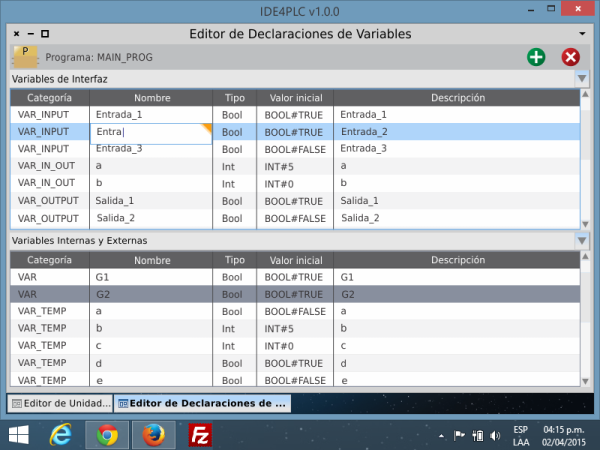 IDE4PLC v1.0.0
Editor de Declaraciones de Variables
P
Programa: MAIN_PROG
Variables de Interfaz
Categoría Nombre Tipo Valor inicial Descripción
VAR_INPUT Entrada_1 Bool BOOL#TRUE Entrada_1
VAR_INPUT Entra Bool BOOL#TRUE Entrada_2
VAR_INPUT Entrada_3 Bool BOOL#FALSE Entrada_3
VAR_IN_OUT a Int INT#5 a
VAR_IN_OUT b Int INT#0 b
VAR_OUTPUT Salida_1 Bool BOOL#TRUE Salida_1
VAR_OUTPUT Salida_2 Bool BOOL#FALSE Salida_2
Variables Internas y Externas
Categoría Nombre Tipo Valor inicial Descripción
VAR G1 Bool BOOL#TRUE G1
VAR G2 Bool BOOL#TRUE G2
VAR_TEMP a Bool BOOL#FALSE a
VAR_TEMP b Int INT#5 b
VAR_TEMP c Int INT#0 c
VAR_TEMP d Bool BOOL#TRUE d
VAR_TEMP e Bool BOOL#FALSE e
Editor de Unidad... Editor de Declaraciones de ...
ESP 04:15 p.m.
LAA 02/04/2015